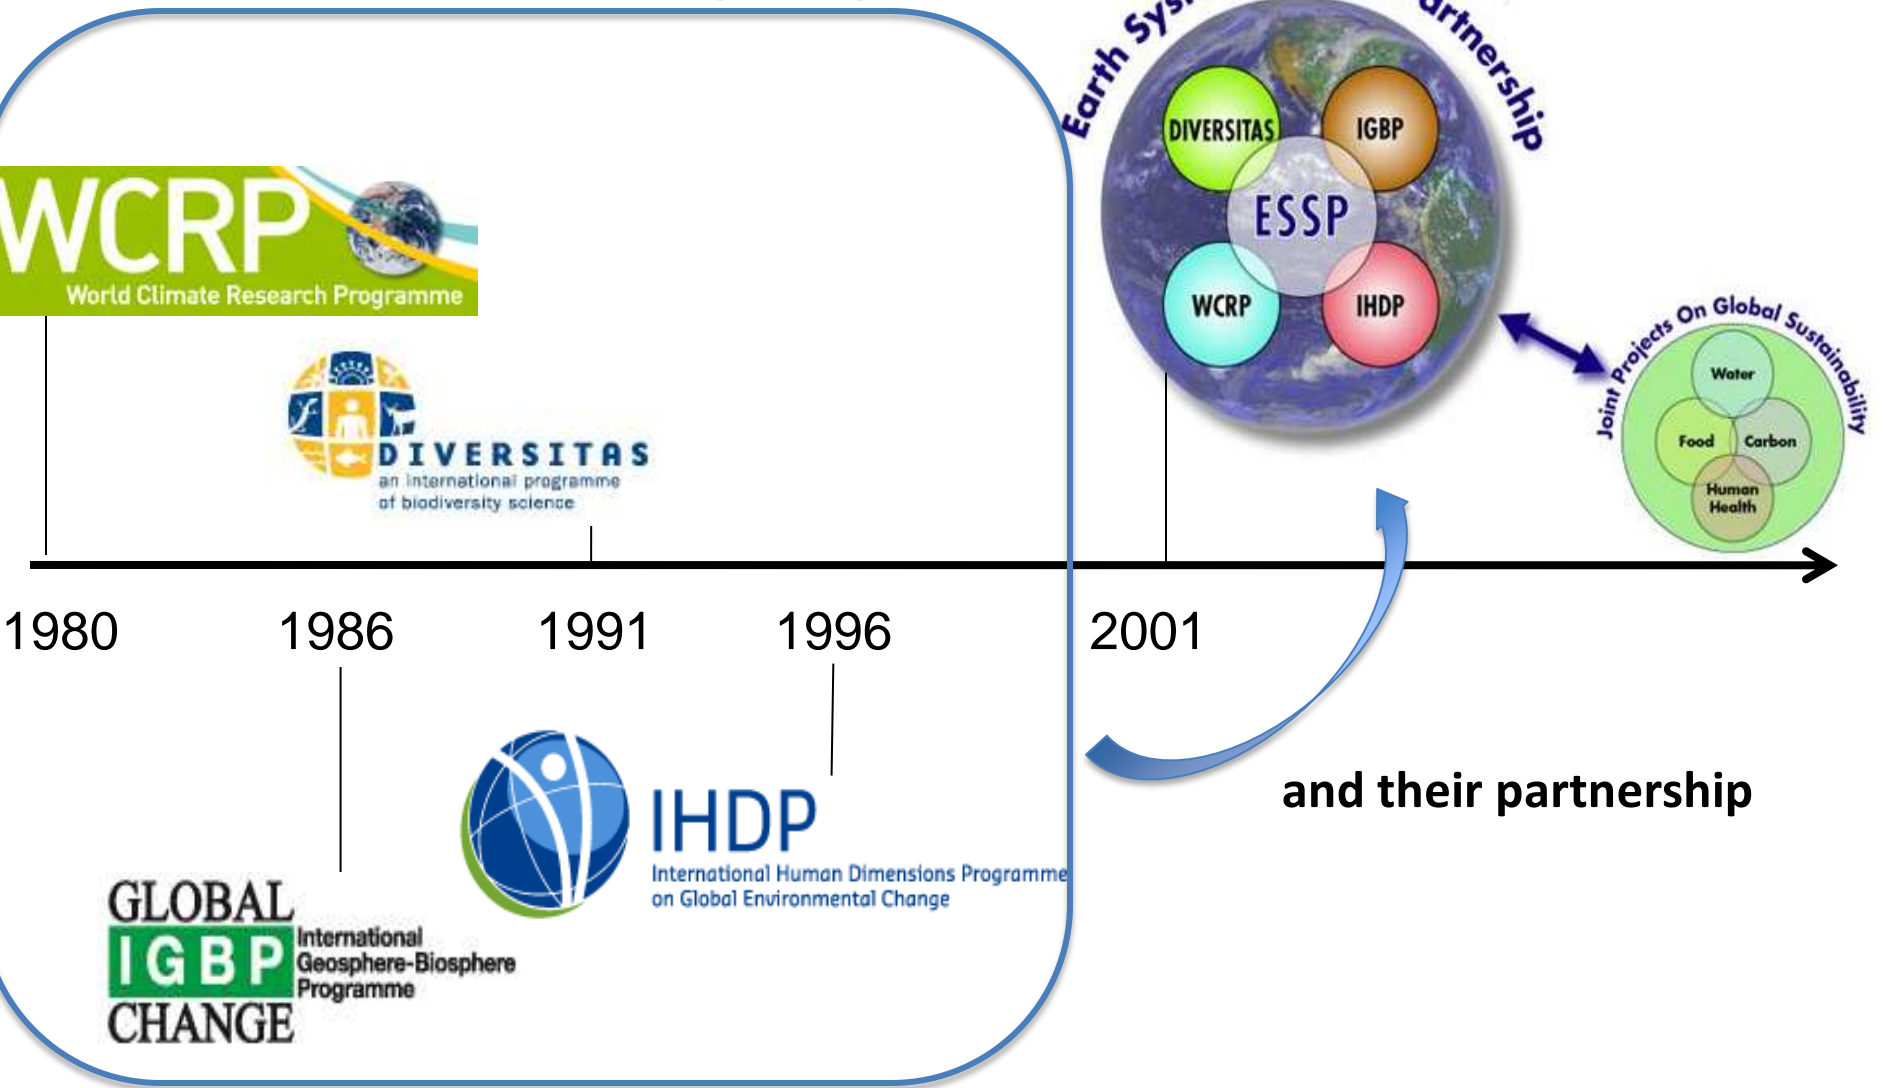 Earth Sys
artnership
DIVERSITAS
IGBP
ESSP
WCRP
IHDP
WCRP
World Climate Research Programme
Joint Projects On Global Sustainability
Water
Food
Carbon
Human
Health
DIVERSITAS
an international programme
of biodiversity science
1980
1986
1991
1996
2001
and their partnership
IHDP
International Human Dimensions Programme
on Global Environmental Change
GLOBAL
IGBP
CHANGE
International
Geosphere-Biosphere
Programme